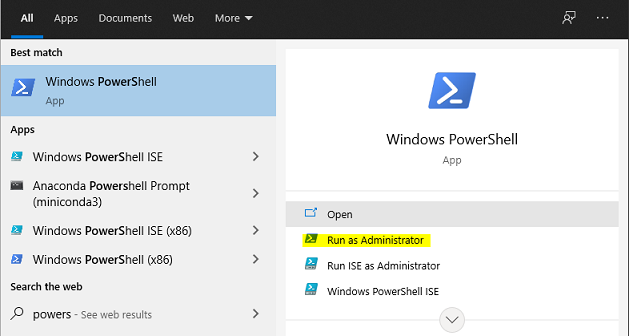 All Apps Documents Web More
Best match
Windows PowerShell
App
Apps
Windows PowerShell ISE
Anaconda Powershell Prompt
(miniconda3)
Windows PowerShell ISE (x86)
Windows PowerShell (x86)
Search the web
powers - See web results
Windows PowerShell
App
Open
Run as Administrator
Run ISE as Administrator
Windows PowerShell ISE